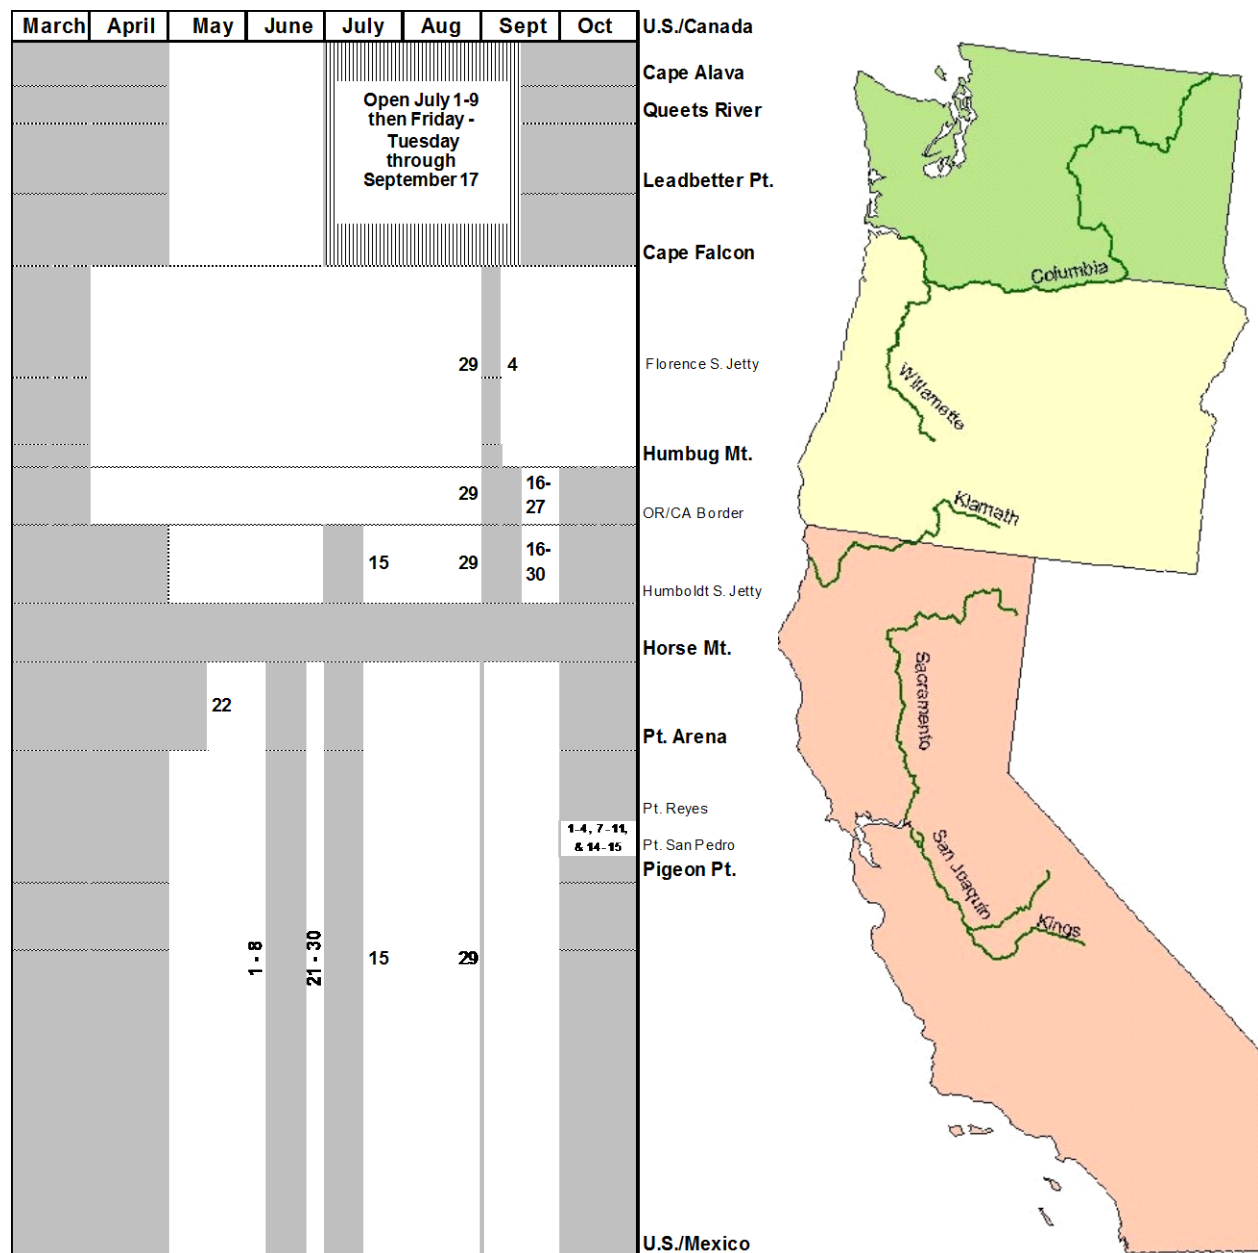 March April May June July Aug Sept Oct
U.S./Canada
Cape Alava
Open July 1-9
then Friday -
Tuesday
through
September 17
Queets River
Leadbetter Pt.
Cape Falcon
Columbia
29 4
Florence S. Jetty
Willamette
Humbug Mt.
29
16-
27
OR/CA Border
Klamath
15 29
16-
30
Humboldt S. Jetty
Horse Mt.
Sacramento
22
Pt. Arena
Pt. Reyes
1-4, 7-11,
& 14-15
Pt. San Pedro
Pigeon Pt.
San Joaquin
Kings
1 - 8
21 - 30
15 29
U.S./Mexico